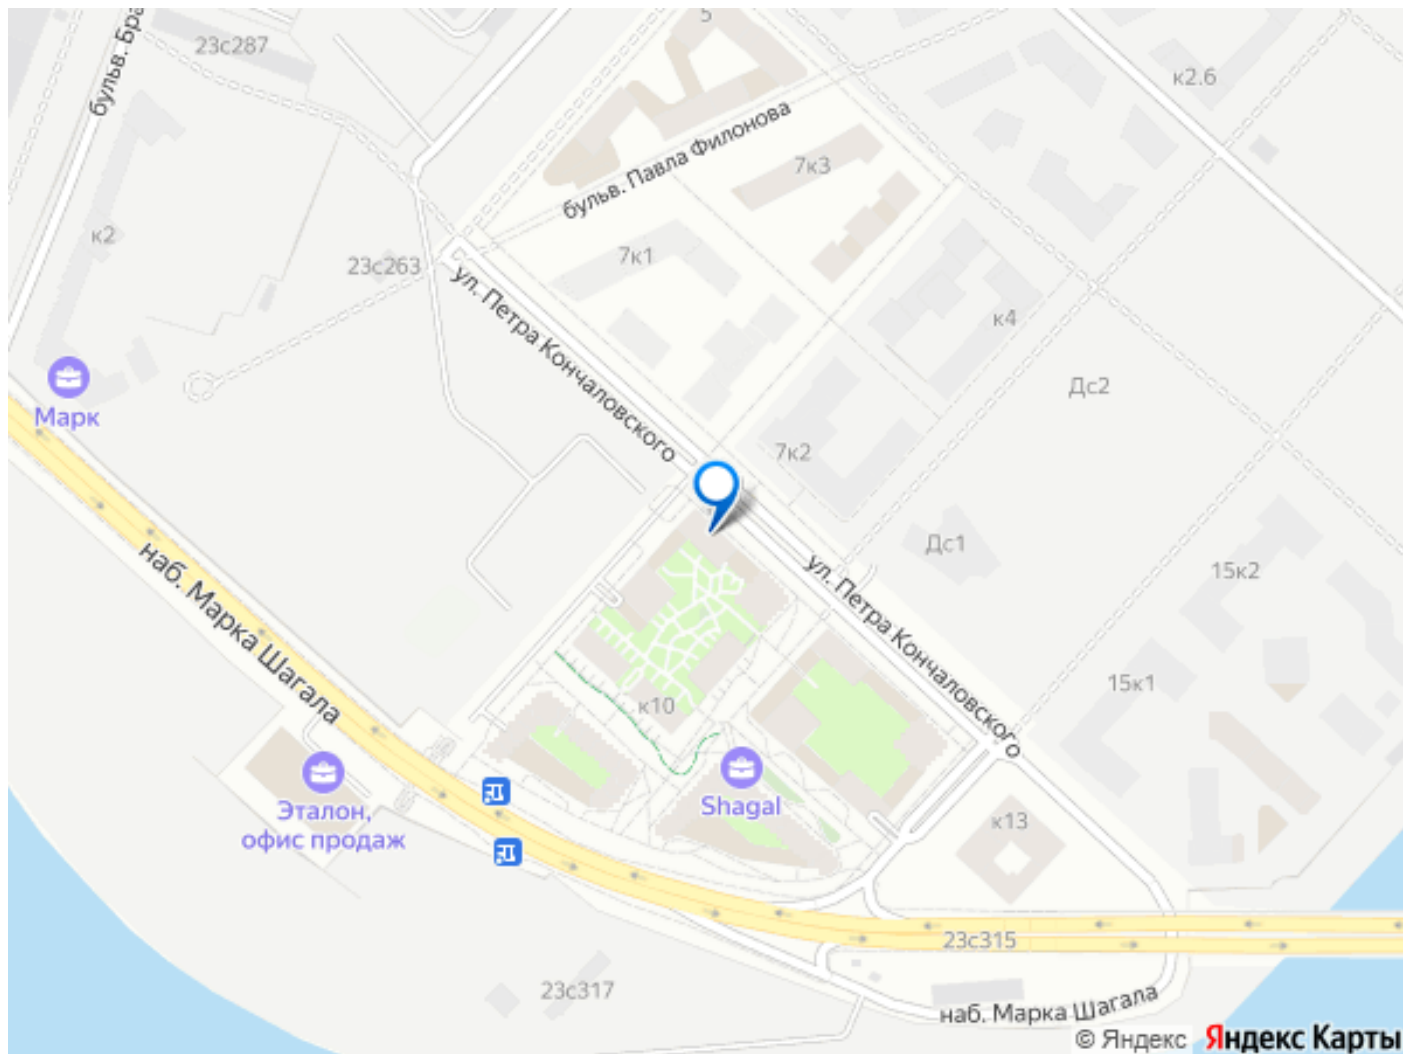 5
23с287
бульв. Бра
к2.6
бульв. Павла Филонова
7к3
к2
23с263
7к1
ул. Петра Кончаловского
к4
Марк
Дс2
7к2
Дс1
15к2
наб. Марка Шагала
ул. Петра Кончаловского
15к1
к10
Shagal
Эталон,
офис продаж
к13
23с315
23с317
наб. Марка Шагала
© Яндекс Яндекс Карты